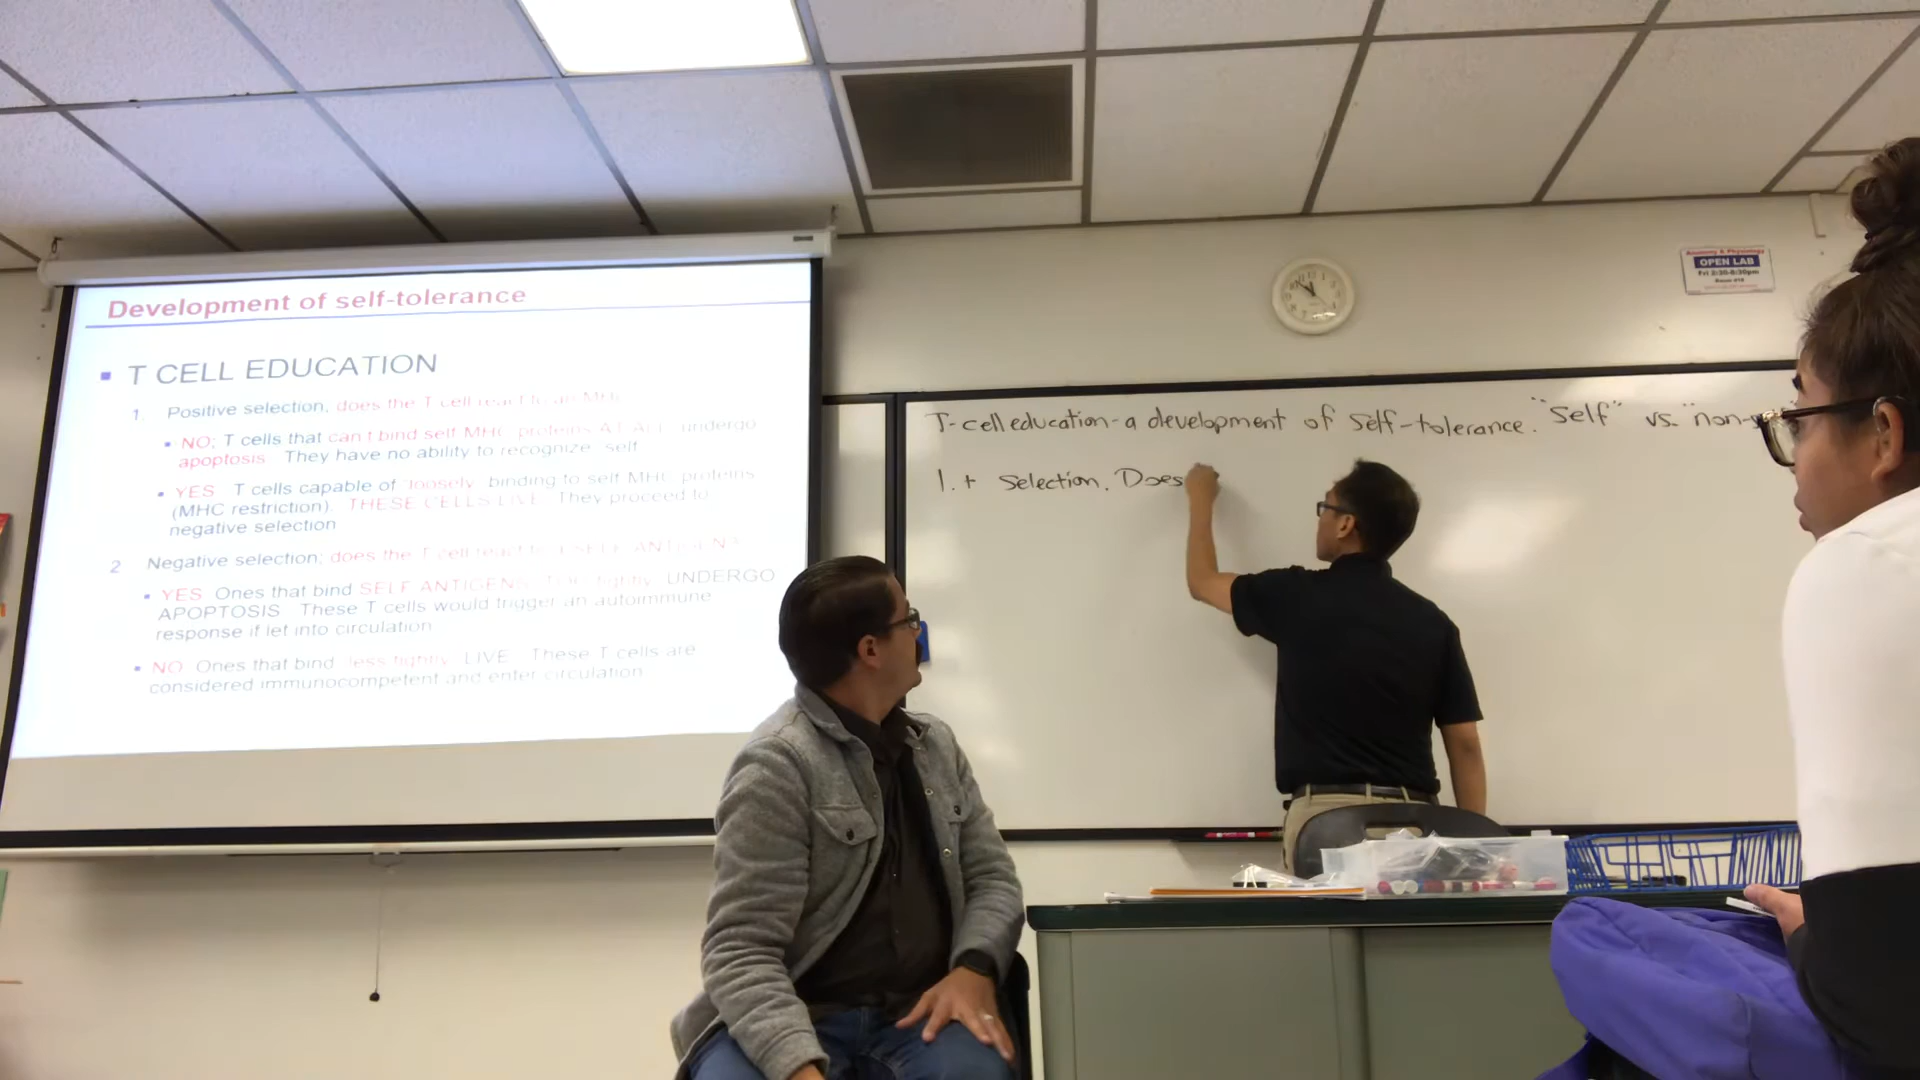 Development of self-tolerance
T CELL EDUCATION
1. Positive selection; does the T cell react to an MHC
NO; T cells that can't bind self MHC proteins AT ALL undergo
apoptosis. They have no ability to recognize self
YES T cells capable of loosely binding to self MHC proteins
(MHC restriction). THESE CELLS LIVE. They proceed to
negative selection
2 Negative selection; does the T cell react to a SELF ANTIGEN?
YES Ones that bind SELF ANTIGENS too tightly UNDERGO
APOPTOSIS These T cells would trigger an autoimmune
response if let into circulation
NO Ones that bind less tightly LIVE These T cells are
considered immunocompetent and enter circulation
T-cell education - a development of Self-tolerance. "Self" vs. "non-s
1. + Selection. Does
Anatomy & Physiology
OPEN LAB
Fri 2:30-